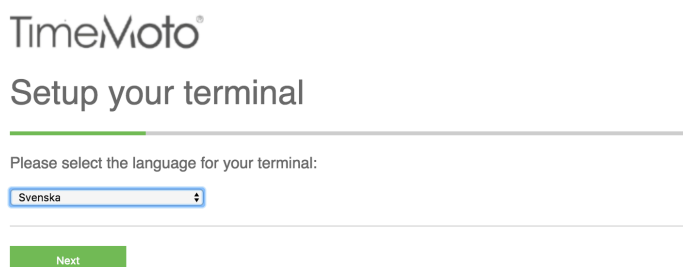 TimeMoto®
Setup your terminal
Please select the language for your terminal:
Svenska
Next